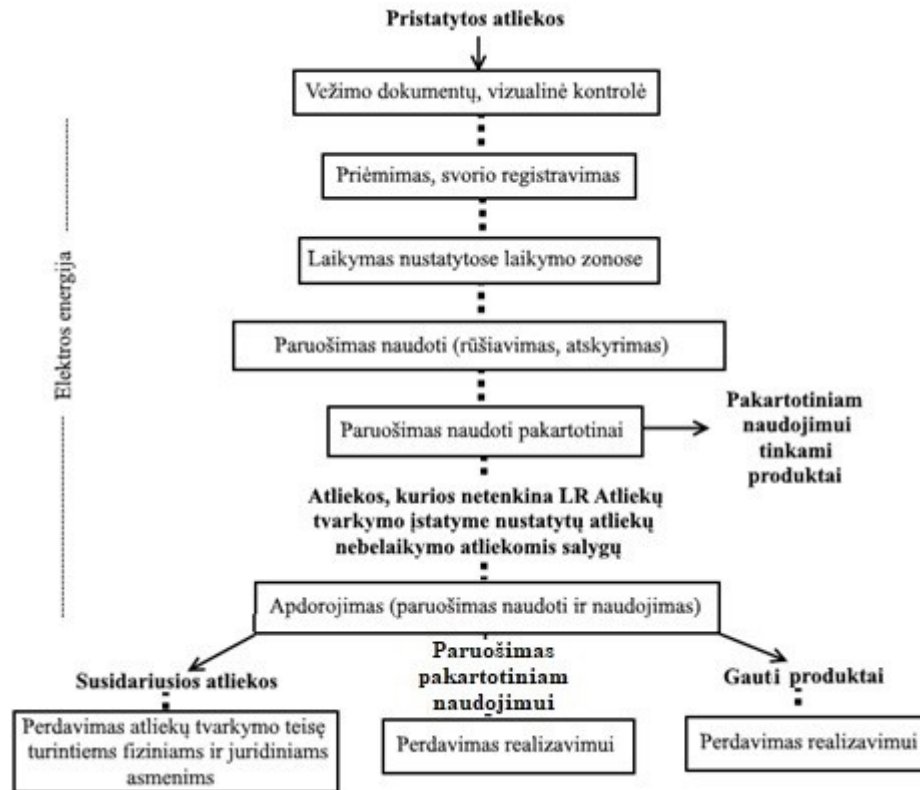 Pristatytos atliekos
Vežimo dokumentų, vizualinė kontrolė
Priėmimas, svorio registravimas
Laikymas nustatytose laikymo zonose
Elektros energija
Paruošimas naudoti (rūšiavimas, atskyrimas)
Paruošimas naudoti pakartotinai
Pakartotiniam
naudojimui
tinkami
produktai
Atliekos, kurios netenkina LR Atliekų
tvarkymo įstatyme nustatytų atliekų
nebelaikymo atliekomis salygų
Apdorojimas (paruošimas naudoti ir naudojimas)
Susidariusios atliekos
Perdavimas atliekų tvarkymo teisę
turintiems fiziniams ir juridiniams
asmenims
Paruošimas
pakartotiniam
naudojimui
Perdavimas realizavimui
Gauti produktai
Perdavimas realizavimui